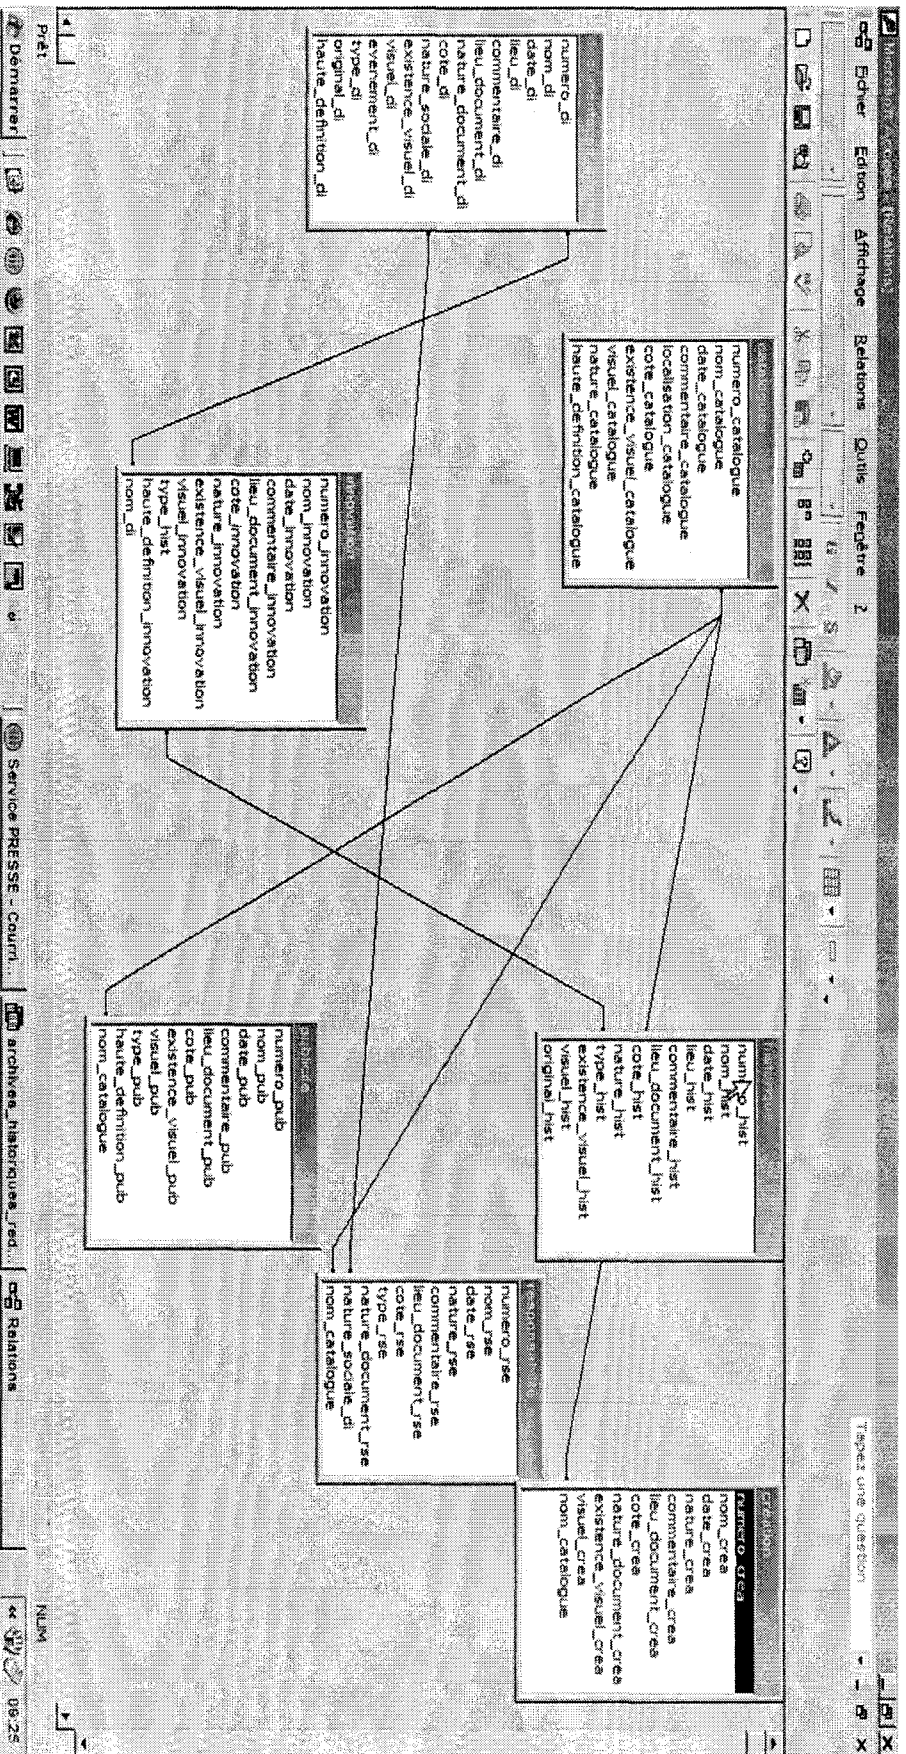 Fichier Edition Affichage Relations Outils Fenêtre ?
Tapez une question
numero_di
nom_di
date_di
lieu_di
commentaire_di
lieu_document_di
nature_document_di
cote_di
nature_sociale_di
existence_visuel_di
visuel_di
evenement_di
type_di
original_di
haute_definition_di
numero_catalogue
nom_catalogue
date_catalogue
commentaire_catalogue
localisation_catalogue
cote_catalogue
existence_visuel_catalogue
visuel_catalogue
nature_catalogue
haute_definition_catalogue
numero_innovation
nom_innovation
date_innovation
commentaire_innovation
lieu_document_innovation
cote_innovation
nature_innovation
existence_visuel_innovation
visuel_innovation
type_hist
haute_definition_innovation
nom_di
nom_hist
date_hist
lieu_hist
commentaire_hist
lieu_document_hist
cote_hist
nature_hist
type_hist
existence_visuel_hist
visuel_hist
original_hist
numero_pub
nom_pub
date_pub
commentaire_pub
lieu_document_pub
cote_pub
existence_visuel_pub
visuel_pub
type_pub
haute_definition_pub
nom_catalogue
numero_rse
nom_rse
date_rse
nature_rse
commentaire_rse
lieu_document_rse
cote_rse
type_rse
nature_document_rse
nature_sociale_di
nom_catalogue
numero_crea
nom_crea
date_crea
nature_crea
commentaire_crea
lieu_document_crea
cote_crea
nature_document_crea
existence_visuel_crea
visuel_crea
nom_catalogue
Prêt
NUM
Démarrer
Service PRESSE - Courri...
archives_historiques_red...
Relations
09:25